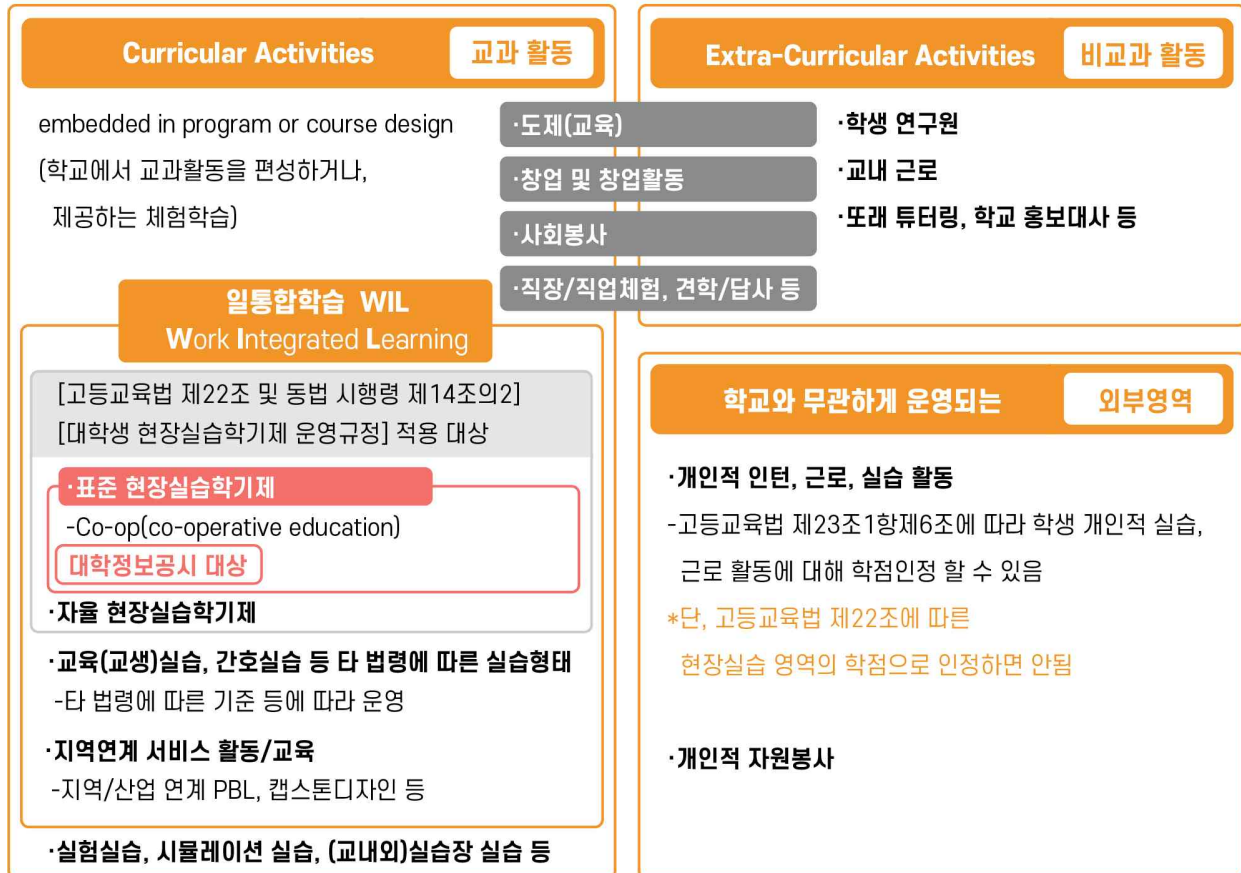 Curricular Activities 교과 활동
embedded in program or course design
(학교에서 교과활동을 편성하거나,
제공하는 체험학습)
·도제(교육)
·창업 및 창업활동
·사회봉사
·직장/직업체험, 견학/답사 등
Extra-Curricular Activities 비교과 활동
·학생 연구원
·교내 근로
·또래 튜터링, 학교 홍보대사 등
일통합학습 WIL
Work Integrated Learning
[고등교육법 제22조 및 동법 시행령 제14조의2]
[대학생 현장실습학기제 운영규정] 적용 대상
·표준 현장실습학기제
-Co-op(co-operative education)
대학정보공시 대상
·자율 현장실습학기제
·교육(교생)실습, 간호실습 등 타 법령에 따른 실습형태
-타 법령에 따른 기준 등에 따라 운영
·지역연계 서비스 활동/교육
-지역/산업 연계 PBL, 캡스톤디자인 등
·실험실습, 시뮬레이션 실습, (교내외)실습장 실습 등
학교와 무관하게 운영되는 외부영역
·개인적 인턴, 근로, 실습 활동
-고등교육법 제23조1항제6조에 따라 학생 개인적 실습,
근로 활동에 대해 학점인정 할 수 있음
*단, 고등교육법 제22조에 따른
현장실습 영역의 학점으로 인정하면 안됨
·개인적 자원봉사